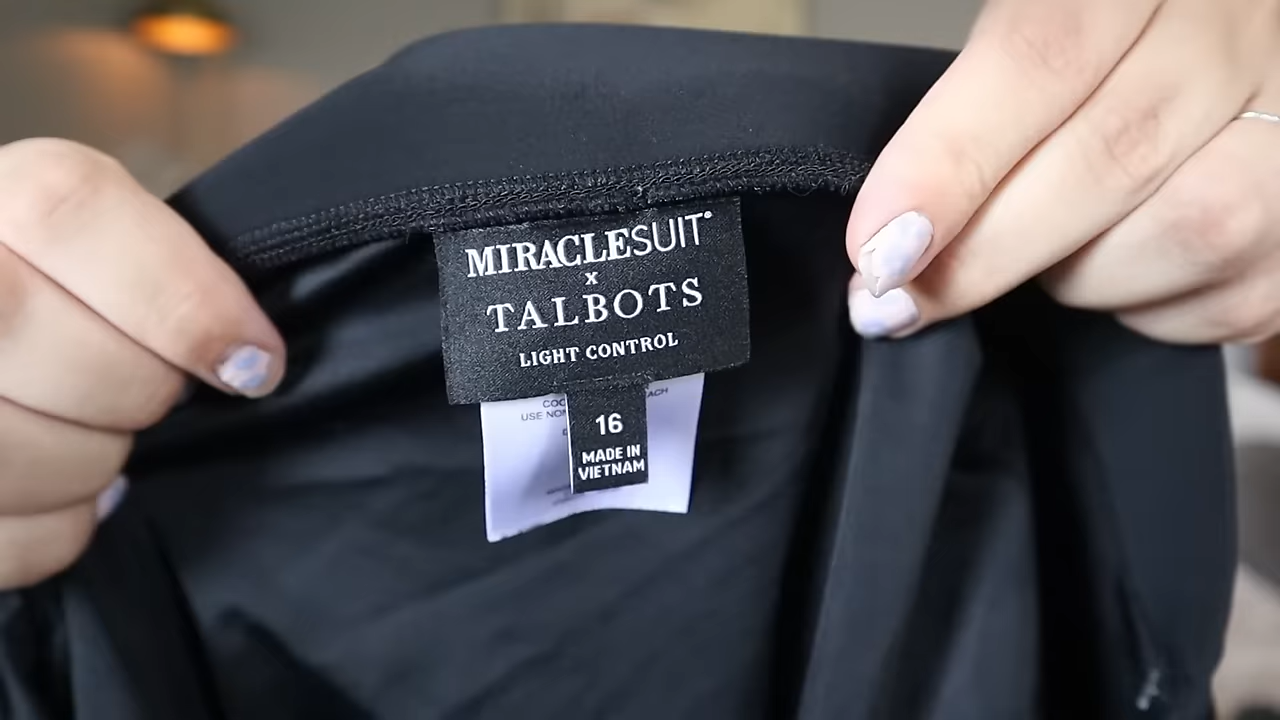 MIRACLESUIT®
X
TALBOTS
LIGHT CONTROL
16
MADE IN
VIETNAM